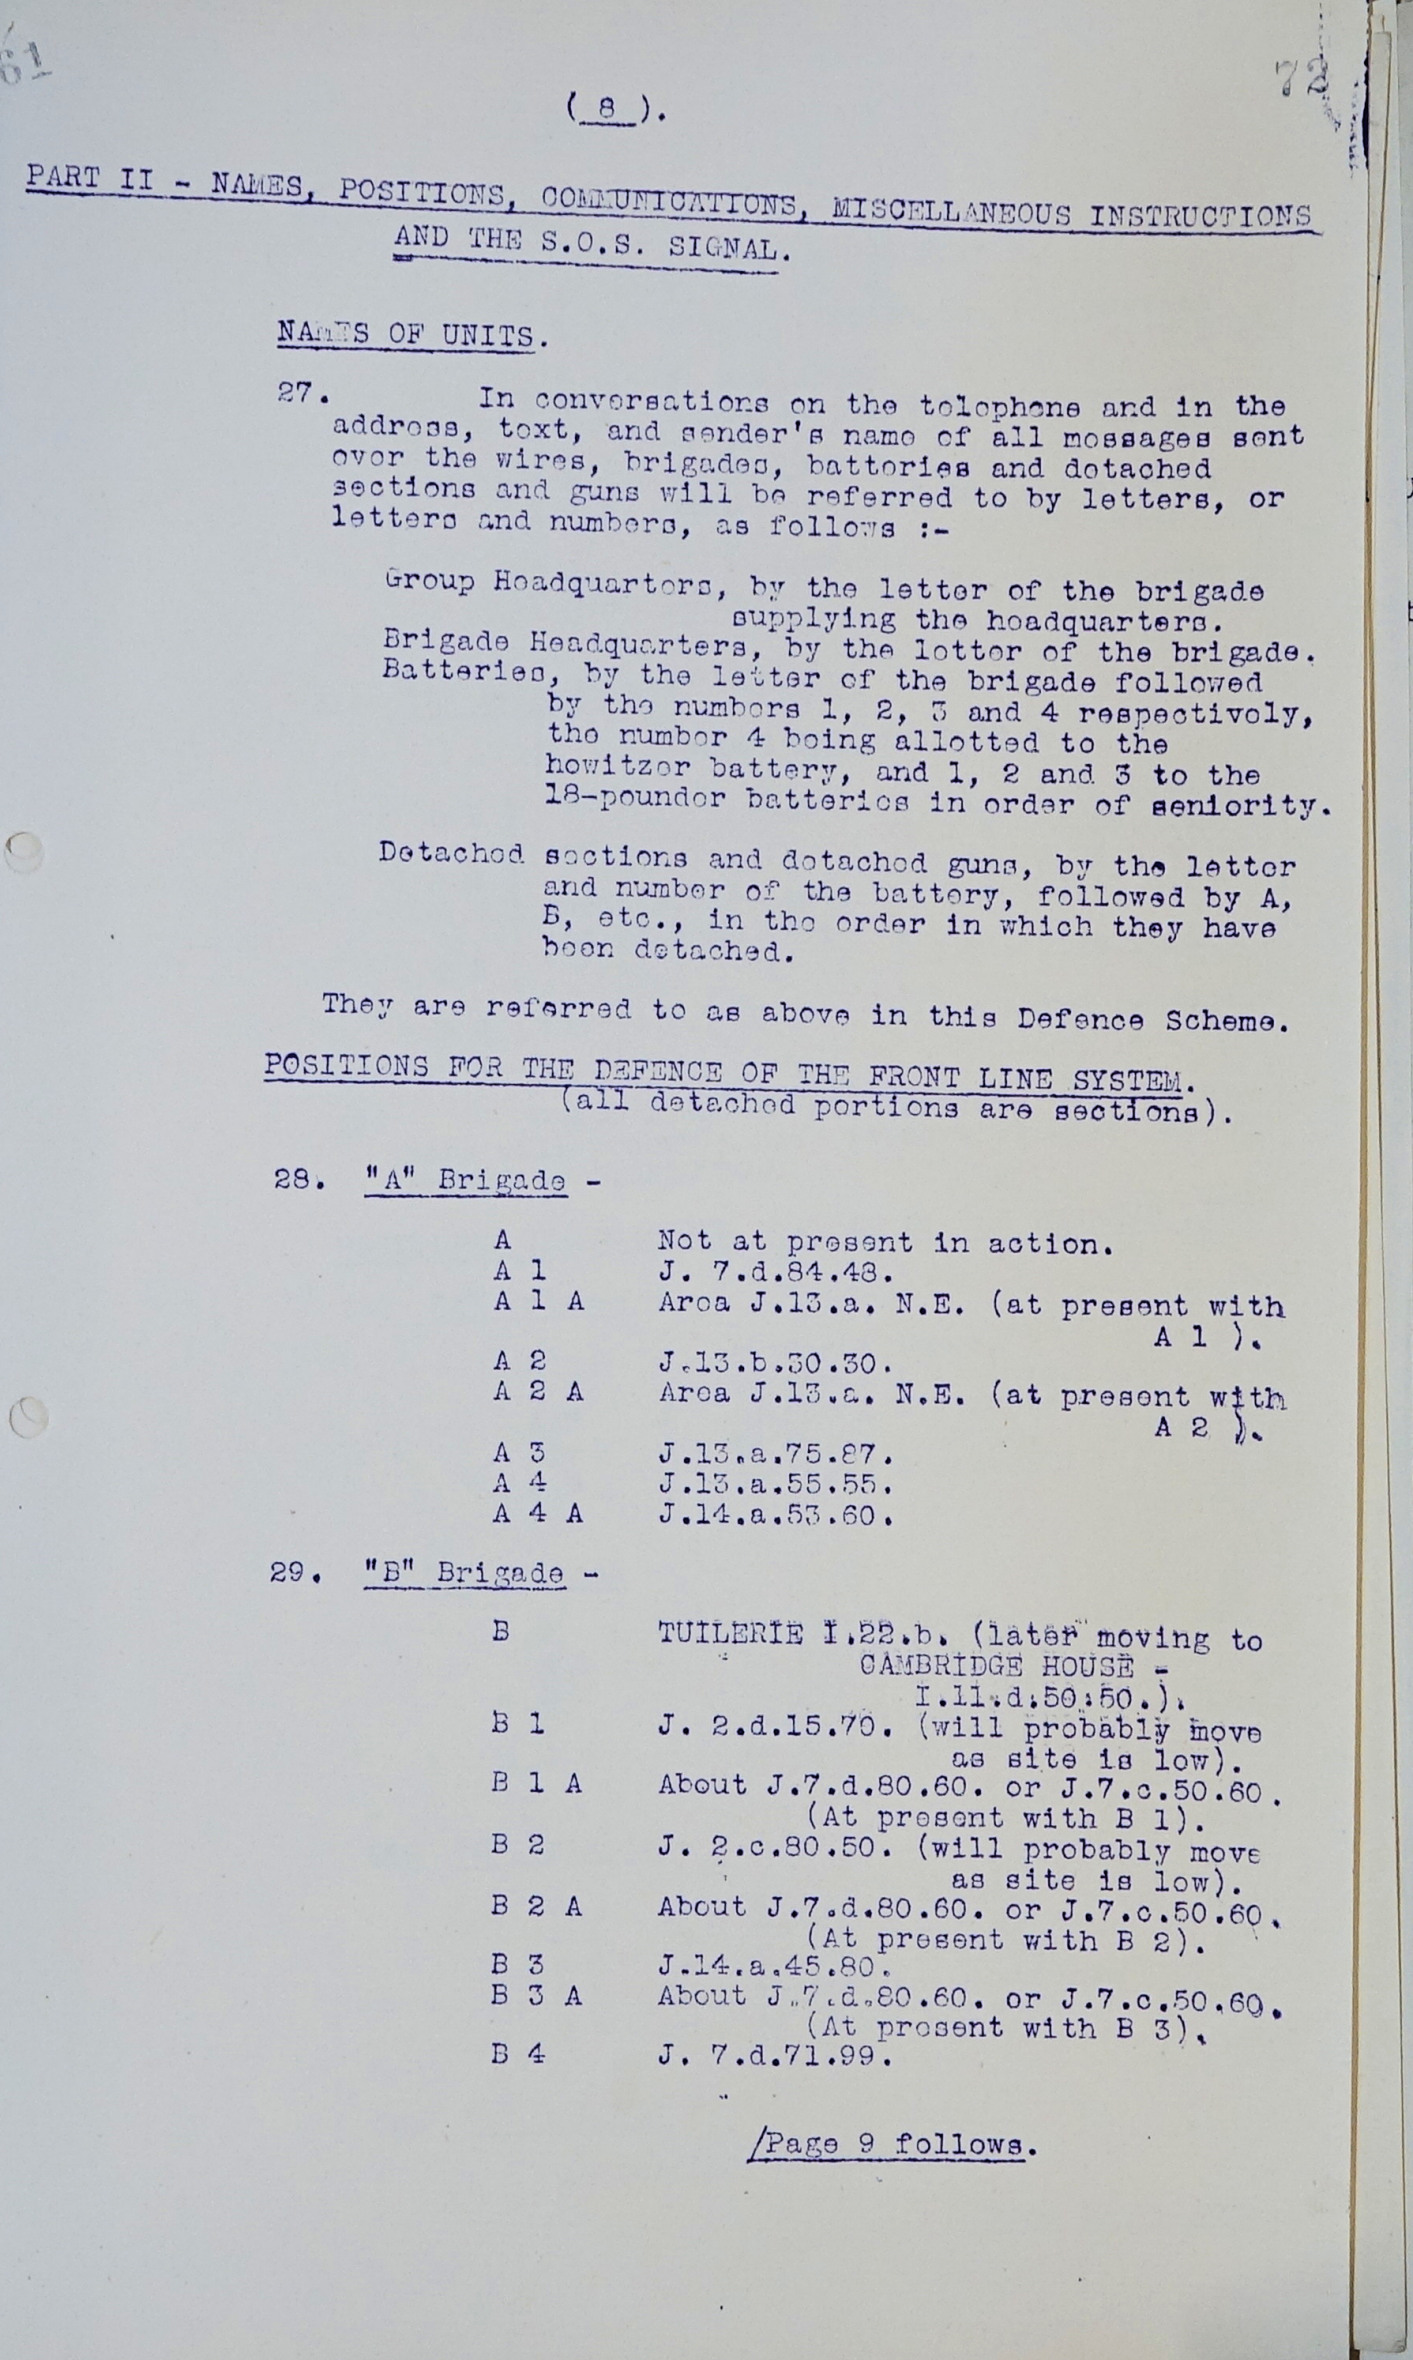 61
72
( 8 ).
PART II - NAMES, POSITIONS, COMMUNICATIONS, MISCELLANEOUS INSTRUCTIONS
AND THE S.O.S. SIGNAL.
NAMES OF UNITS.
27. In conversations on the telephone and in the
address, text, and sender's name of all messages sent
over the wires, brigades, batteries and detached
sections and guns will be referred to by letters, or
letters and numbers, as follows :-
Group Headquarters, by the letter of the brigade
supplying the headquarters.
Brigade Headquarters, by the letter of the brigade.
Batteries, by the letter of the brigade followed
by the numbers 1, 2, 3 and 4 respectively,
the number 4 being allotted to the
howitzer battery, and 1, 2 and 3 to the
18-pounder batteries in order of seniority.
Detached sections and detached guns, by the letter
and number of the battery, followed by A,
B, etc., in the order in which they have
been detached.
They are referred to as above in this Defence Scheme.
POSITIONS FOR THE DEFENCE OF THE FRONT LINE SYSTEM.
(all detached portions are sections).
28. "A" Brigade -
A Not at present in action.
A 1 J. 7.d.84.48.
A 1 A Area J.13.a. N.E. (at present with
A 1 ).
A 2 J.13.b.30.30.
A 2 A Area J.13.a. N.E. (at present with
A 2 ).
A 3 J.13.a.75.87.
A 4 J.13.a.55.55.
A 4 A J.14.a.53.60.
29. "B" Brigade -
B TUILERIE I.22.b. (later moving to
CAMBRIDGE HOUSE -
I.11.d.50.50.).
B 1 J. 2.d.15.70. (will probably move
as site is low).
B 1 A About J.7.d.80.60. or J.7.c.50.60.
(At present with B 1).
B 2 J. 2.c.80.50. (will probably move
as site is low).
B 2 A About J.7.d.80.60. or J.7.c.50.60.
(At present with B 2).
B 3 J.14.a.45.80.
B 3 A About J.7.d.80.60. or J.7.c.50.60.
(At present with B 3).
B 4 J. 7.d.71.99.
/Page 9 follows.